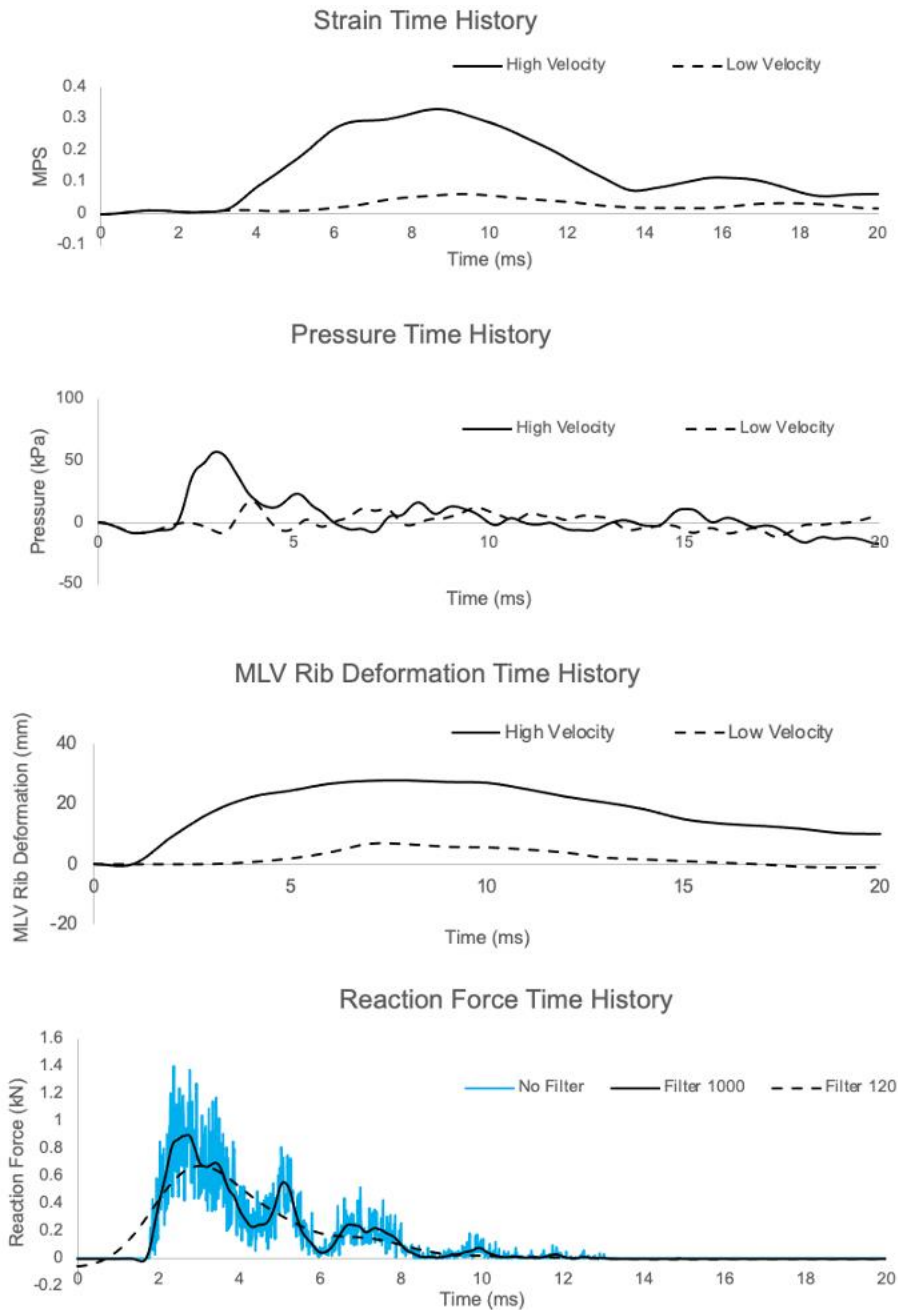 Strain Time History
High Velocity Low Velocity
0.4
0.3
0.2
0.1
0
-0.1
MPS
0 2 4 6 8 10 12 14 16 18 20
Time (ms)
Pressure Time History
High Velocity Low Velocity
100
50
0
-50
Pressure (kPa)
0 5 10 15 20
Time (ms)
MLV Rib Deformation Time History
High Velocity Low Velocity
40
20
0
-20
MLV Rib Deformation (mm)
0 5 10 15 20
Time (ms)
Reaction Force Time History
No Filter Filter 1000 Filter 120
1.6
1.4
1.2
1
0.8
0.6
0.4
0.2
0
-0.2
Reaction Force (kN)
0 2 4 6 8 10 12 14 16 18 20
Time (ms)